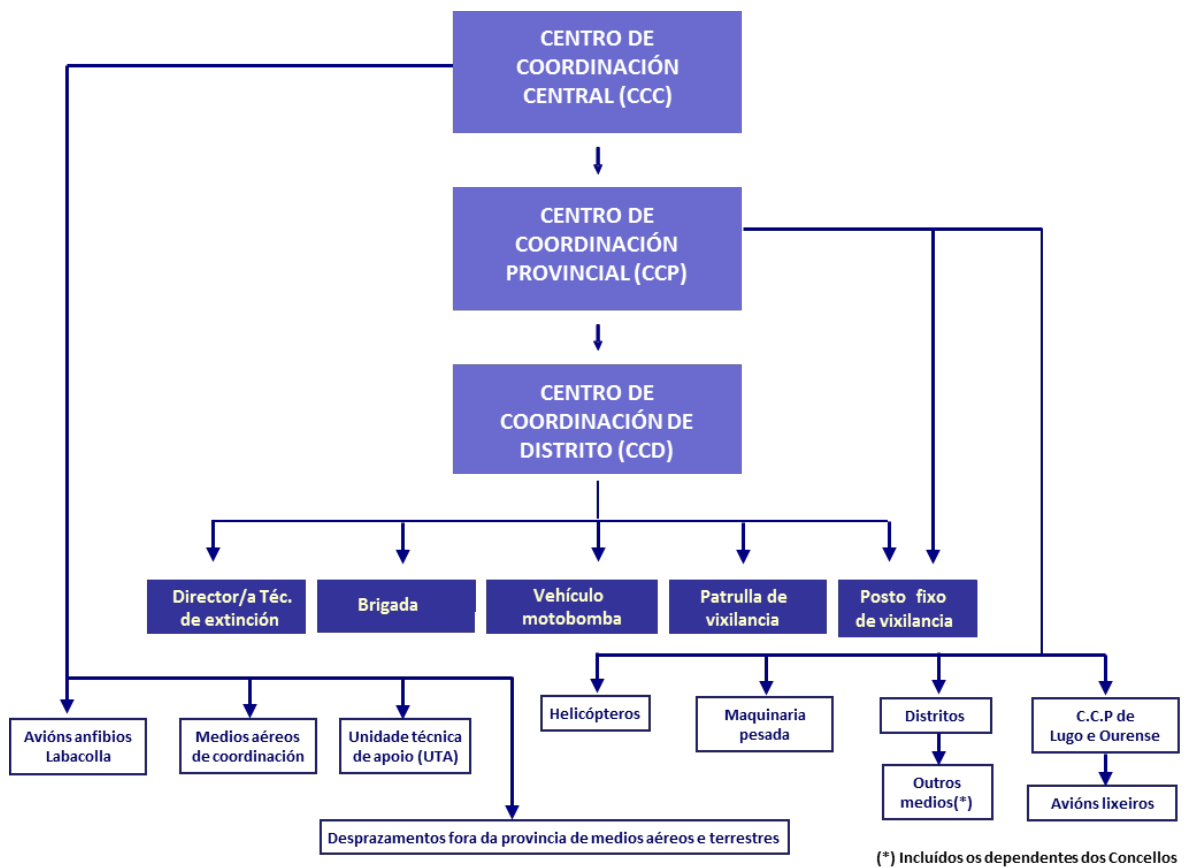 CENTRO DE
COORDINACIÓN
CENTRAL (CCC)
CENTRO DE
COORDINACIÓN
PROVINCIAL (CCP)
CENTRO DE
COORDINACIÓN DE
DISTRITO (CCD)
Director/a Téc.
de extinción
Brigada
Vehículo
motobomba
Patrulla de
vixilancia
Posto fixo
de vixilancia
Avións anfibios
Labacolla
Medios aéreos
de coordinación
Unidade técnica
de apoio (UTA)
Desprazamentos fora da provincia de medios aéreos e terrestres
Helicópteros
Maquinaria
pesada
Distritos
Outros
medios(*)
C.C.P de
Lugo e Ourense
Avións lixeiros
(*) Incluídos os dependentes dos Concellos